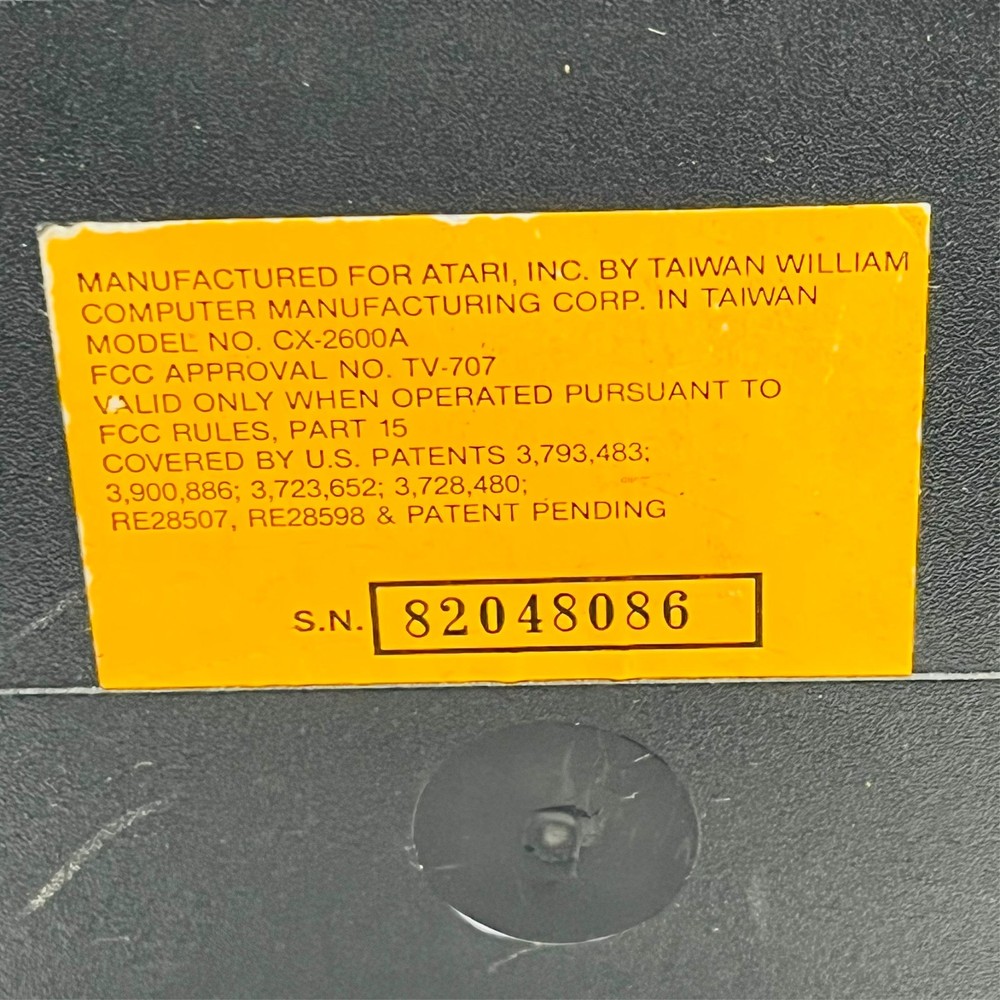 MANUFACTURED FOR ATARI, INC. BY TAIWAN WILLIAM
COMPUTER MANUFACTURING CORP. IN TAIWAN
MODEL NO. CX-2600A
FCC APPROVAL NO. TV-707
VALID ONLY WHEN OPERATED PURSUANT TO
FCC RULES, PART 15
COVERED BY U.S. PATENTS 3,793,483;
3,900,886; 3,723,652; 3,728,480;
RE28507, RE28598 & PATENT PENDING
S.N. 82048086